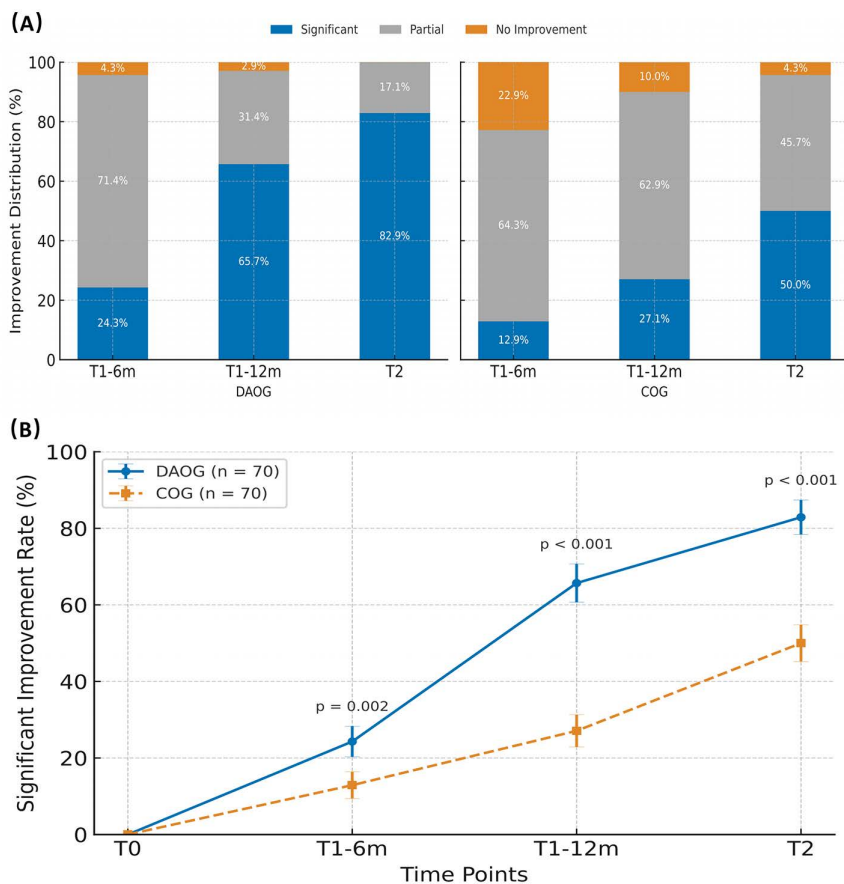 (A)
Significant Partial No Improvement
Improvement Distribution (%)
100
80
60
40
20
0
4.3%
71.4%
24.3%
2.9%
31.4%
65.7%
17.1%
82.9%
22.9%
64.3%
12.9%
10.0%
62.9%
27.1%
4.3%
45.7%
50.0%
T1-6m T1-12m T2
DAOG
T1-6m T1-12m T2
COG
(B)
Significant Improvement Rate (%)
100
80
60
40
20
0
DAOG (n = 70)
COG (n = 70)
p = 0.002
p < 0.001
p < 0.001
T0 T1-6m T1-12m T2
Time Points